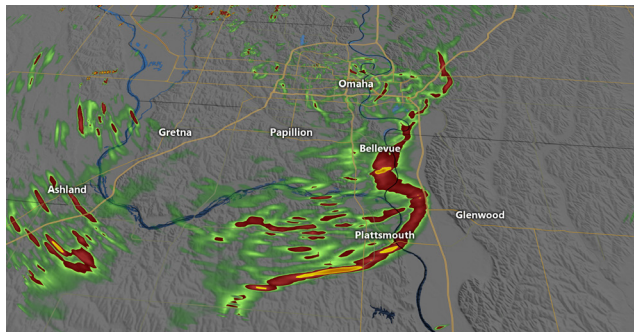 Omaha
Gretna
Papillion
Bellevue
Ashland
Glenwood
Plattsmouth